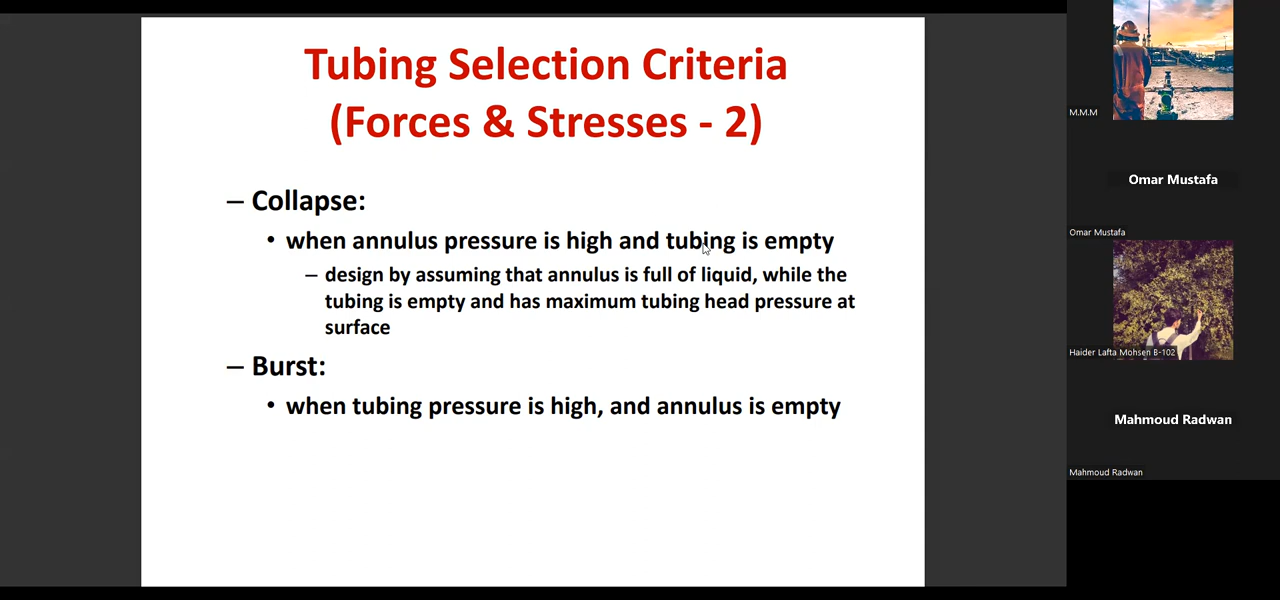 Tubing Selection Criteria
(Forces & Stresses - 2)
– Collapse:
• when annulus pressure is high and tubing is empty
– design by assuming that annulus is full of liquid, while the
tubing is empty and has maximum tubing head pressure at
surface
– Burst:
• when tubing pressure is high, and annulus is empty
M.M.M
Omar Mustafa
Omar Mustafa
Haider Lafta Mohsen B-102
Mahmoud Radwan
Mahmoud Radwan